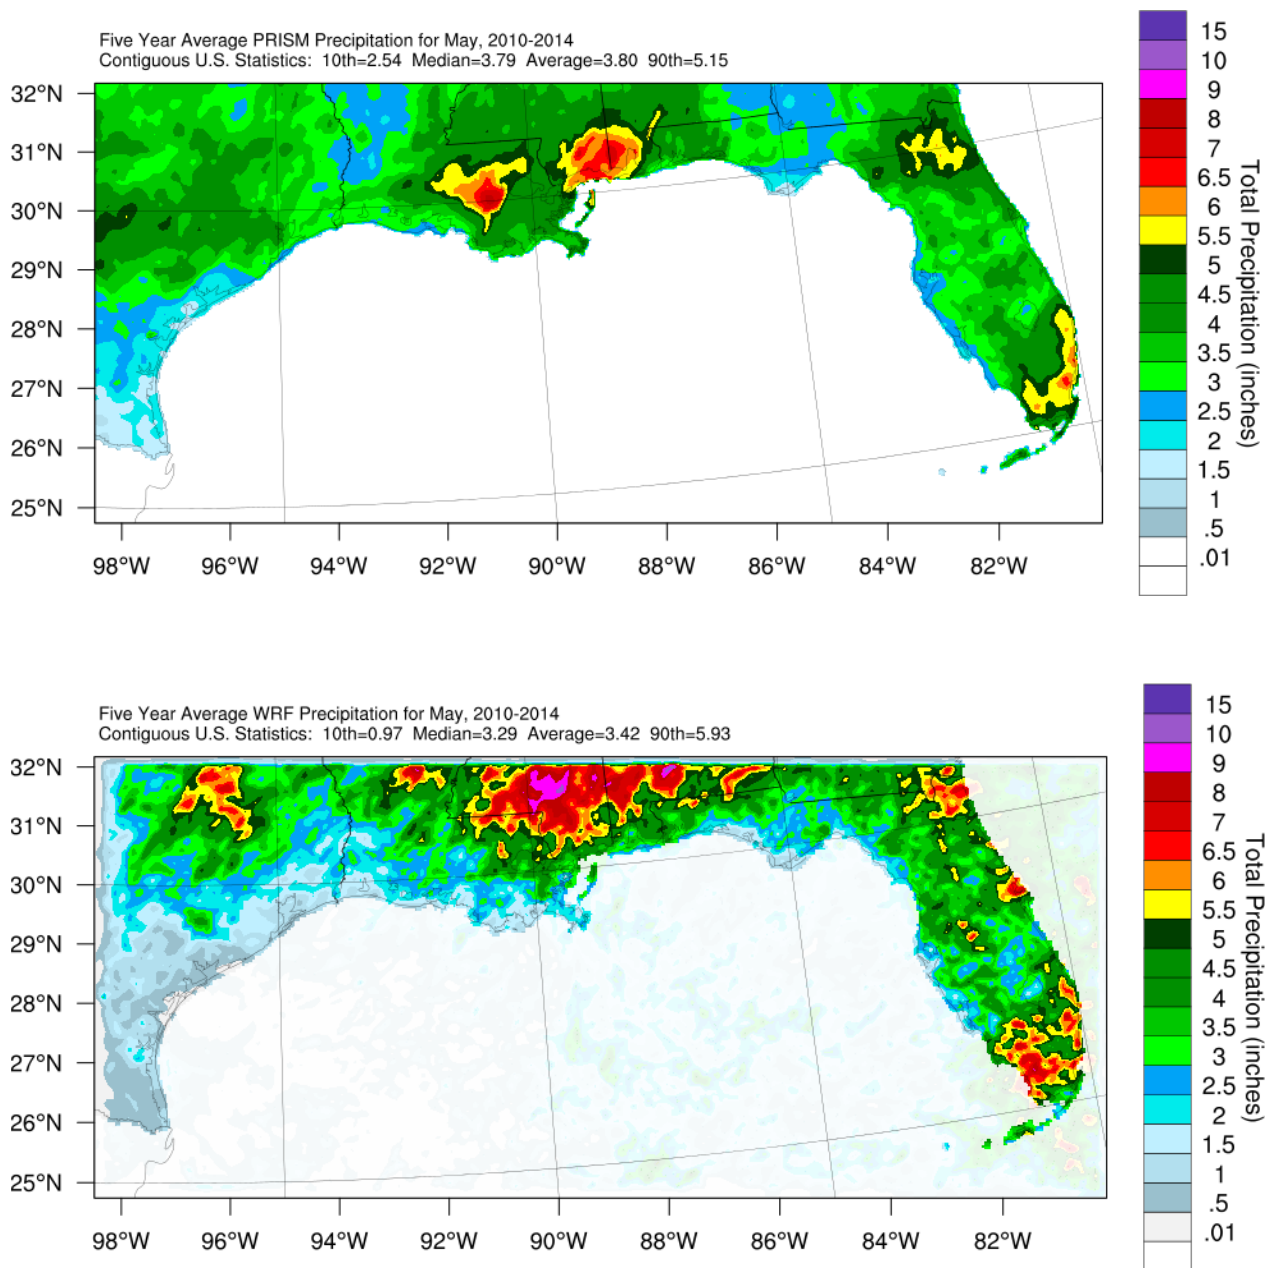 Five Year Average PRISM Precipitation for May, 2010-2014
Contiguous U.S. Statistics:  10th=2.54  Median=3.79  Average=3.80  90th=5.15
32°N
31°N
30°N
29°N
28°N
27°N
26°N
25°N
98°W 96°W 94°W 92°W 90°W 88°W 86°W 84°W 82°W
15
10
9
8
7
6.5
6
5.5
5
4.5
4
3.5
3
2.5
2
1.5
1
.5
.01
Total Precipitation (inches)
Five Year Average WRF Precipitation for May, 2010-2014
Contiguous U.S. Statistics:  10th=0.97  Median=3.29  Average=3.42  90th=5.93
32°N
31°N
30°N
29°N
28°N
27°N
26°N
25°N
98°W 96°W 94°W 92°W 90°W 88°W 86°W 84°W 82°W
15
10
9
8
7
6.5
6
5.5
5
4.5
4
3.5
3
2.5
2
1.5
1
.5
.01
Total Precipitation (inches)